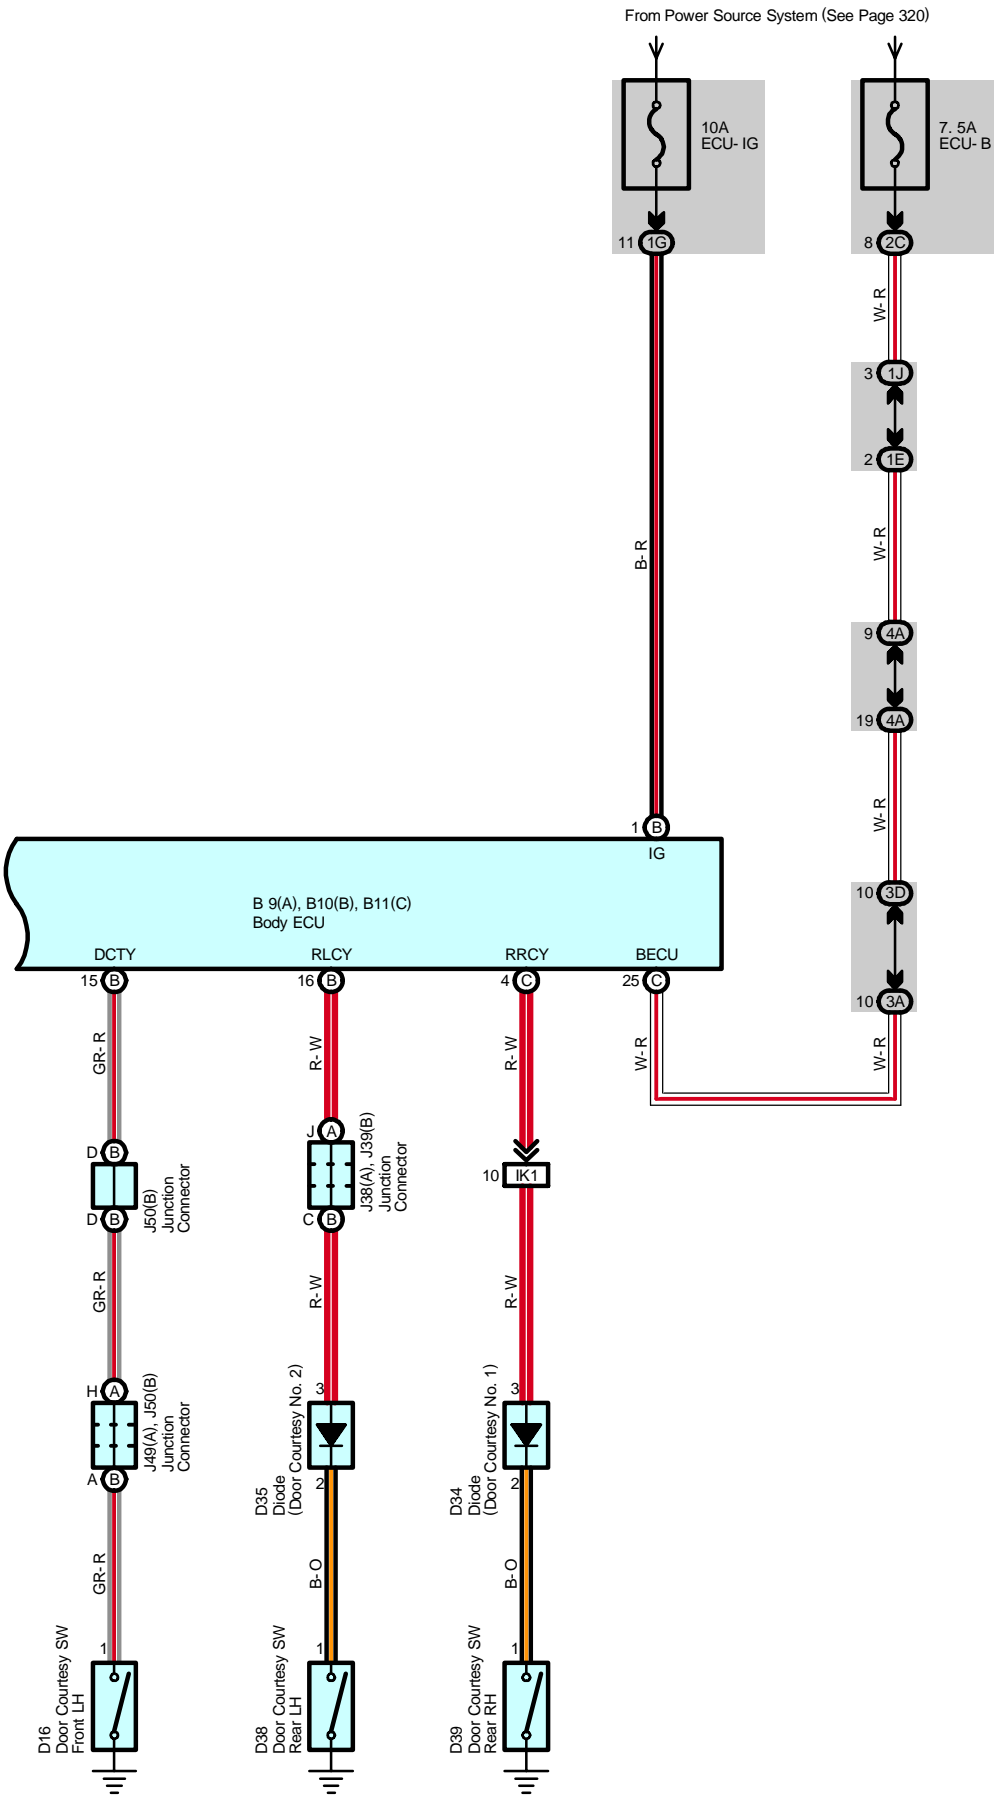 From Power Source System (See Page 320)
10A
ECU- IG
7. 5A
ECU- B
11 1G
8 2C
W- R
3 1J
2 1E
B- R
W- R
9 4A
19 4A
W- R
1 B
IG
10 3D
B 9(A), B10(B), B11(C)
Body ECU
DCTY
RLCY
RRCY
BECU
15 B
16 B
4 C
25 C
10 3A
GR- R
R- W
R- W
W- R
W- R
D B
J50(B)
Junction
Connector
D B
J A
J38(A), J39(B)
Junction
Connector
C B
10 IK1
GR- R
R- W
R- W
H A
J49(A), J50(B)
Junction
Connector
A B
3
D35
Diode
(Door Courtesy No. 2)
2
3
D34
Diode
(Door Courtesy No. 1)
2
GR- R
B- O
B- O
1
D16
Door Courtesy SW
Front LH
1
D38
Door Courtesy SW
Rear LH
1
D39
Door Courtesy SW
Rear RH